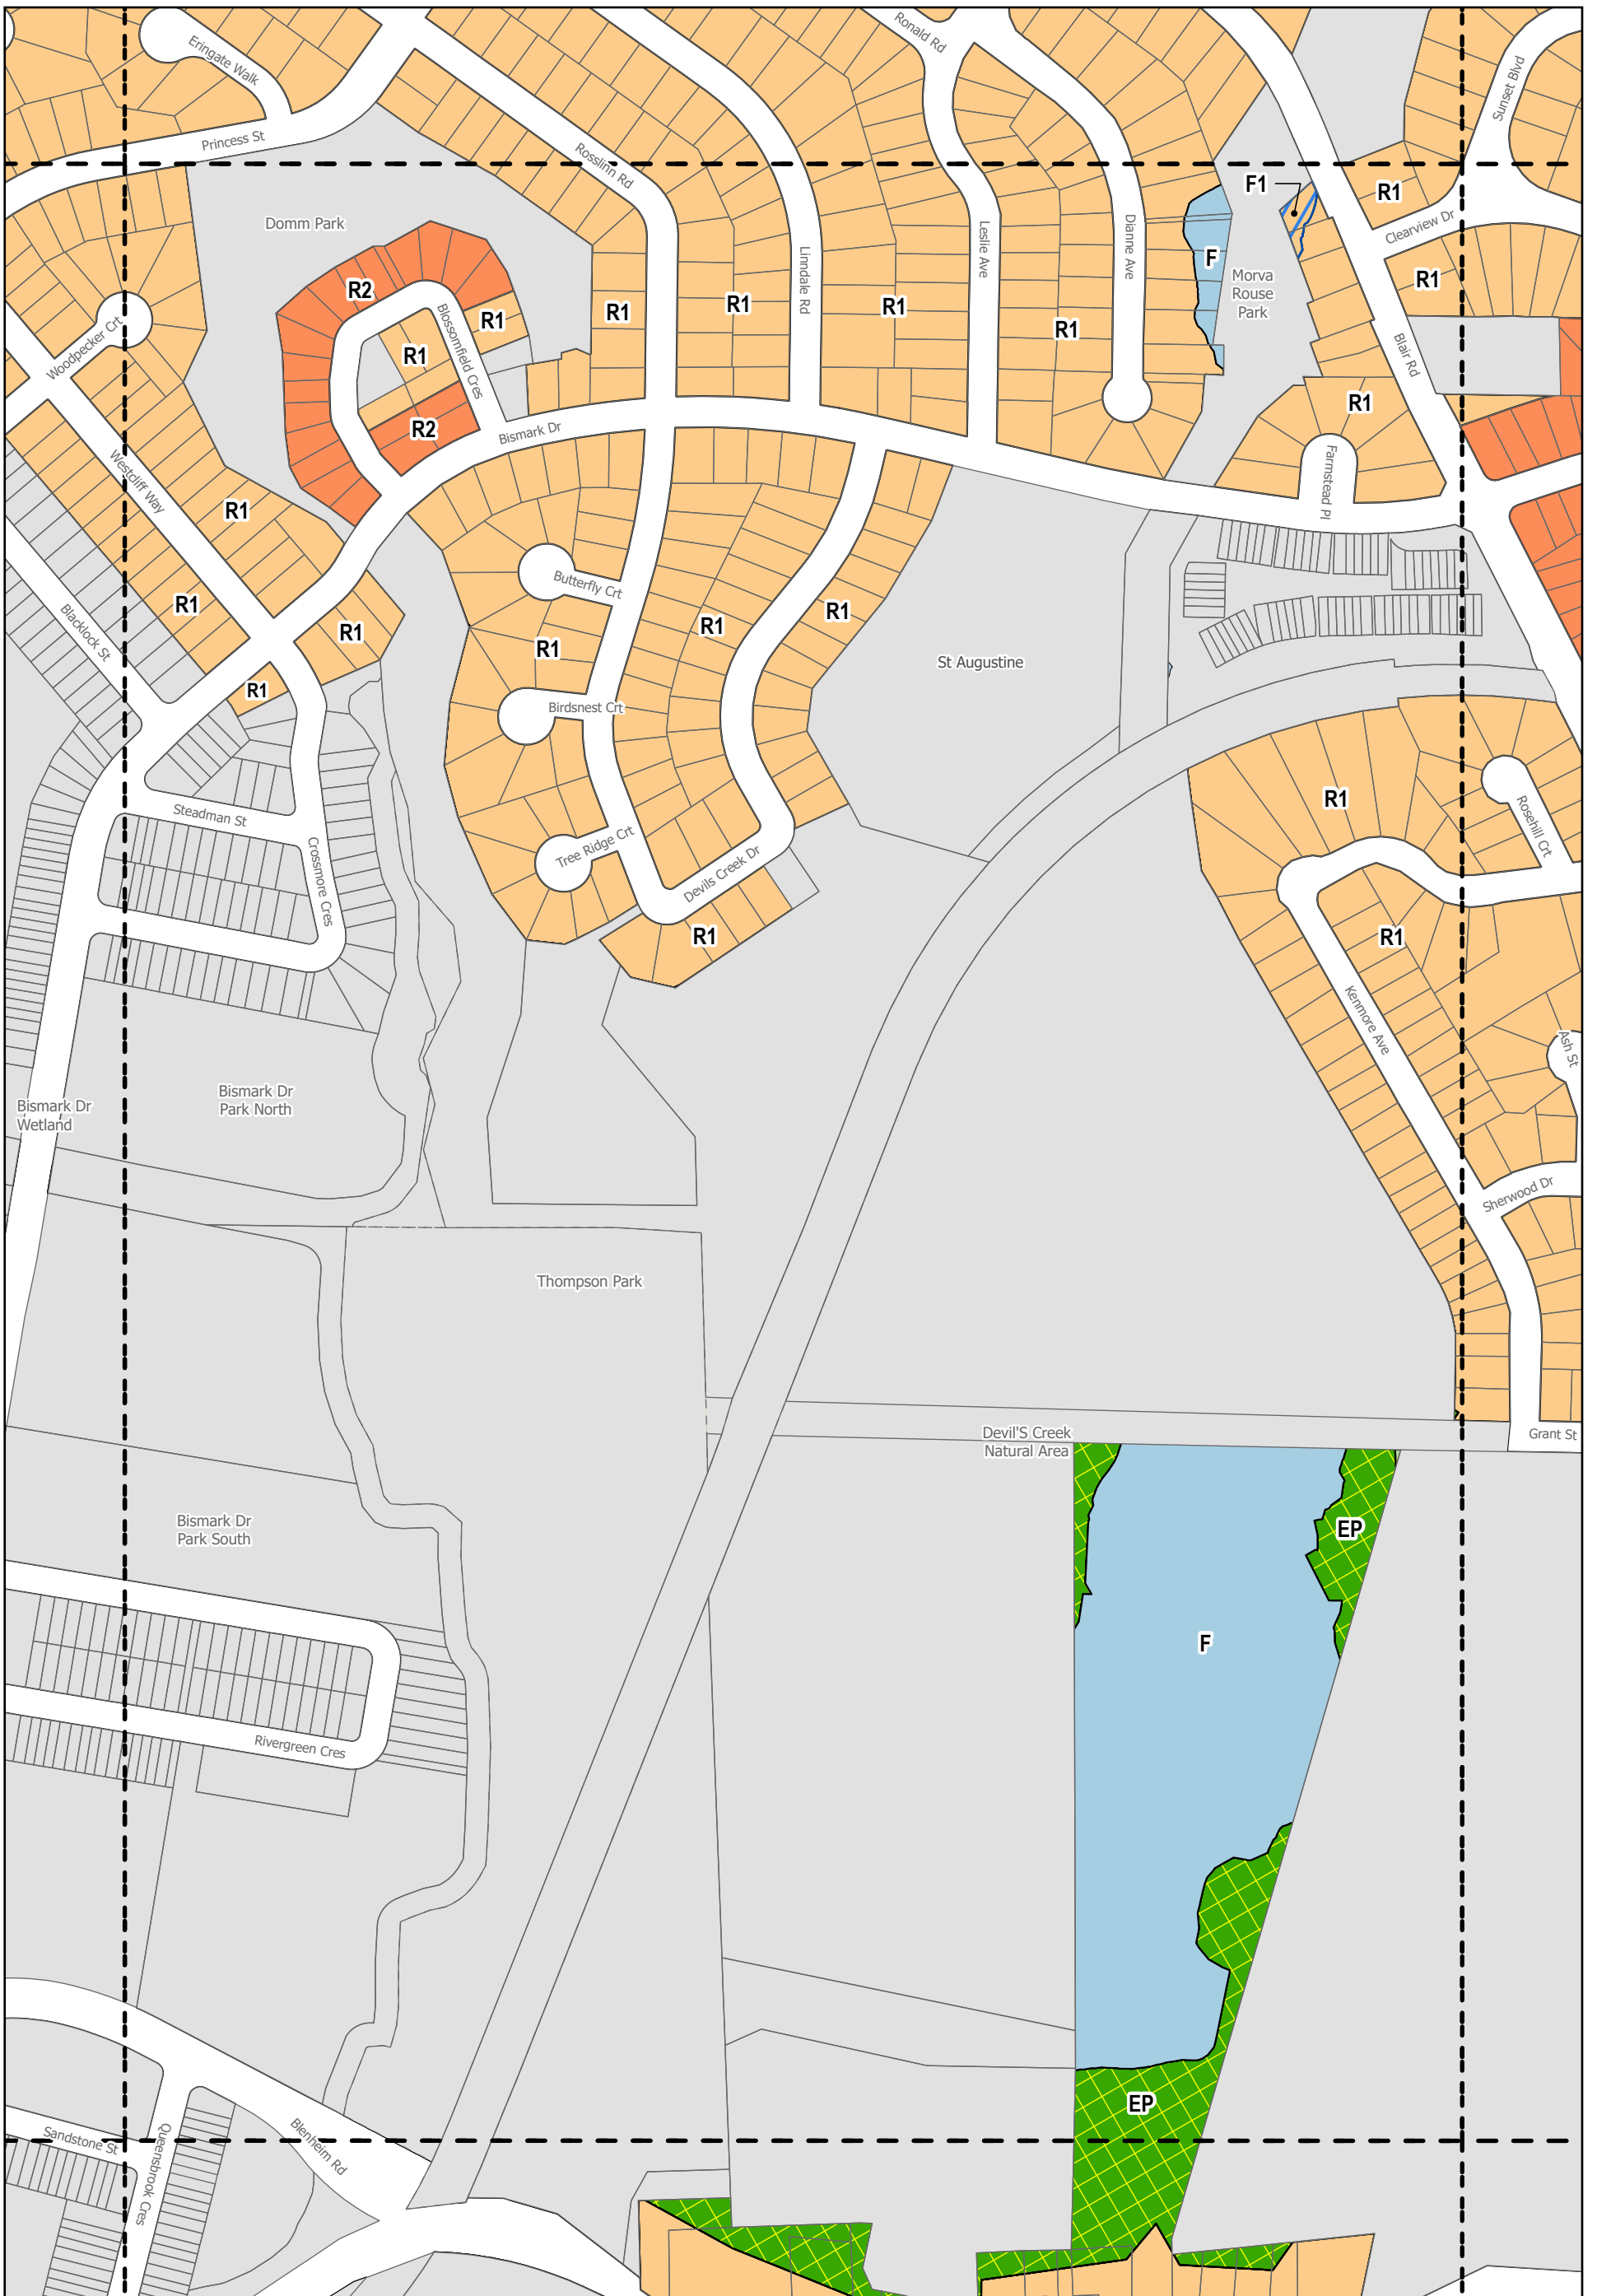 Ronald Rd
Eringate Walk
Sunset Blvd
Princess St
Rosslinn Rd
F1
R1
Domm Park
Clearview Dr
Leslie Ave
Dianne Ave
F
Linndale Rd
Morva
Rouse
Park
R1
R2
R1
R1
R1
R1
R1
Woodpecker Crt
Blossomfield Cres
R1
Blair Rd
R2
R1
Bismark Dr
Westcliff Way
Farmstead Pl
R1
Butterfly Crt
R1
Blacklock St
R1
R1
R1
R1
St Augustine
R1
Birdsnest Crt
R1
Steadman St
Rosehill Crt
Tree Ridge Crt
Crossmore Cres
Devils Creek Dr
R1
R1
Kenmore Ave
Ash St
Bismark Dr
Park North
Bismark Dr
Wetland
Sherwood Dr
Thompson Park
Devil'S Creek
Natural Area
Grant St
Bismark Dr
Park South
EP
F
Rivergreen Cres
EP
Sandstone St
Queensbrook Cres
Blenheim Rd